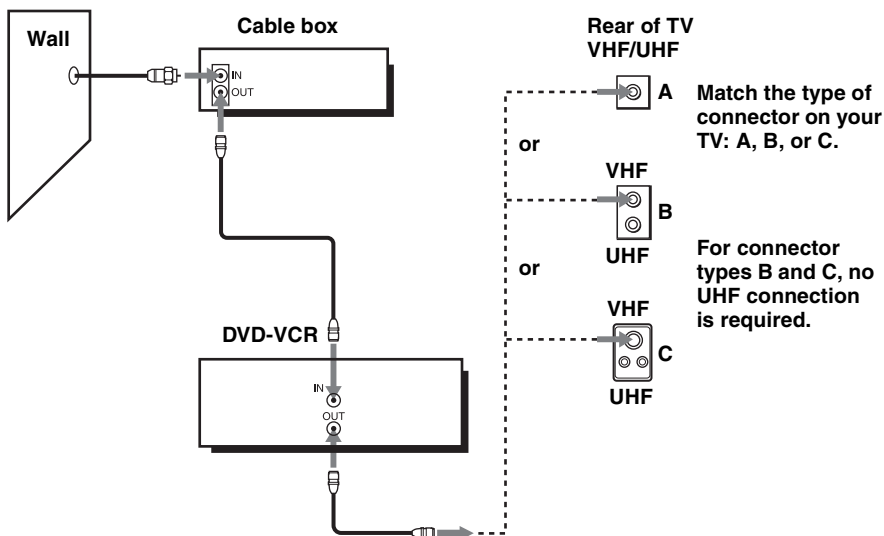 Wall
Cable box
IN
OUT
Rear of TV
VHF/UHF
A
Match the type of
connector on your
TV: A, B, or C.
or
VHF
B
UHF
or
For connector
types B and C, no
UHF connection
is required.
VHF
C
UHF
DVD-VCR
IN
OUT